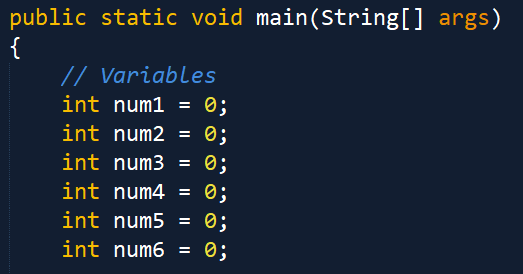 public static void main(String[] args)
{
// Variables
int num1 = 0;
int num2 = 0;
int num3 = 0;
int num4 = 0;
int num5 = 0;
int num6 = 0;